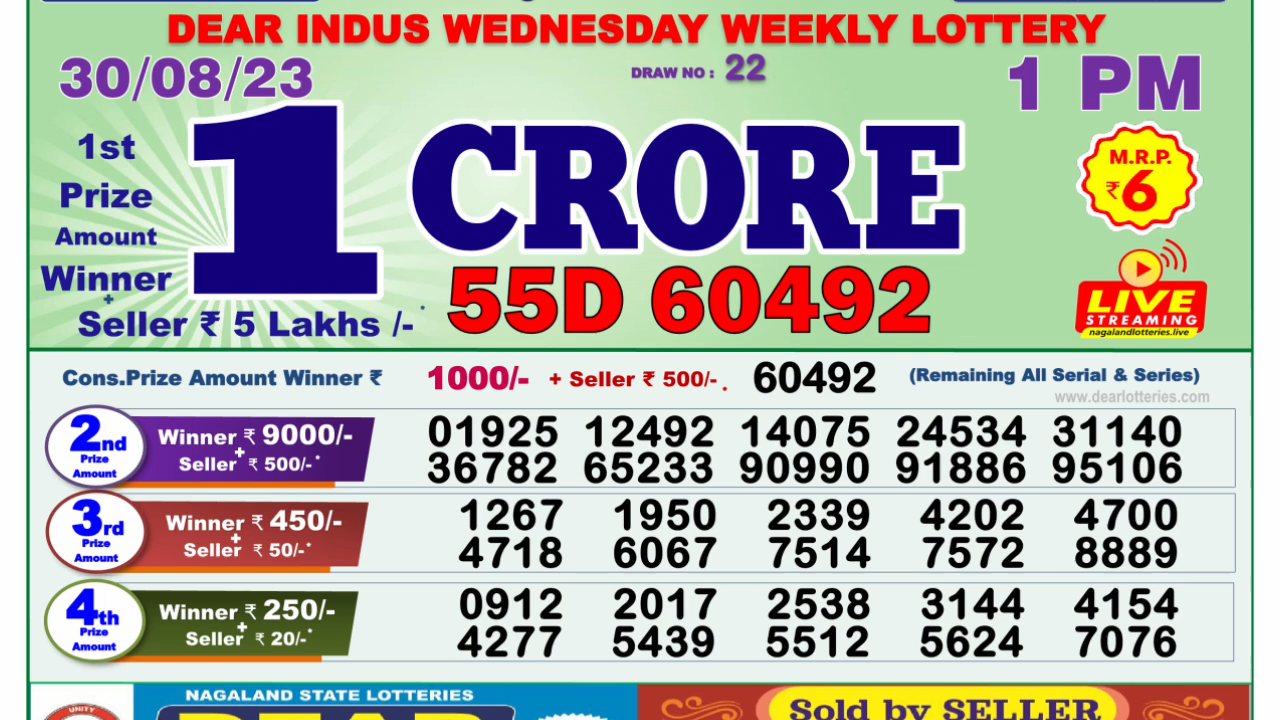 DEAR INDUS WEDNESDAY WEEKLY LOTTERY
30/08/23
DRAW NO : 22
1 PM
1st
Prize
Amount
Winner
+
Seller ₹ 5 Lakhs /- *
1 CRORE
55D 60492
M.R.P.
₹6
LIVE
STREAMING
nagalandlotteries.live
Cons.Prize Amount Winner ₹ 1000/- + Seller ₹ 500/- . 60492 (Remaining All Serial & Series)
www.dearlotteries.com
2nd
Prize
Amount
Winner ₹ 9000/-
+
Seller ₹ 500/- *
01925 12492 14075 24534 31140
36782 65233 90990 91886 95106
3rd
Prize
Amount
Winner ₹ 450/-
+
Seller ₹ 50/- *
1267 1950 2339 4202 4700
4718 6067 7514 7572 8889
4th
Prize
Amount
Winner ₹ 250/-
+
Seller ₹ 20/- *
0912 2017 2538 3144 4154
4277 5439 5512 5624 7076
UNITY
NAGALAND STATE LOTTERIES
DEAR
Sold by SELLER